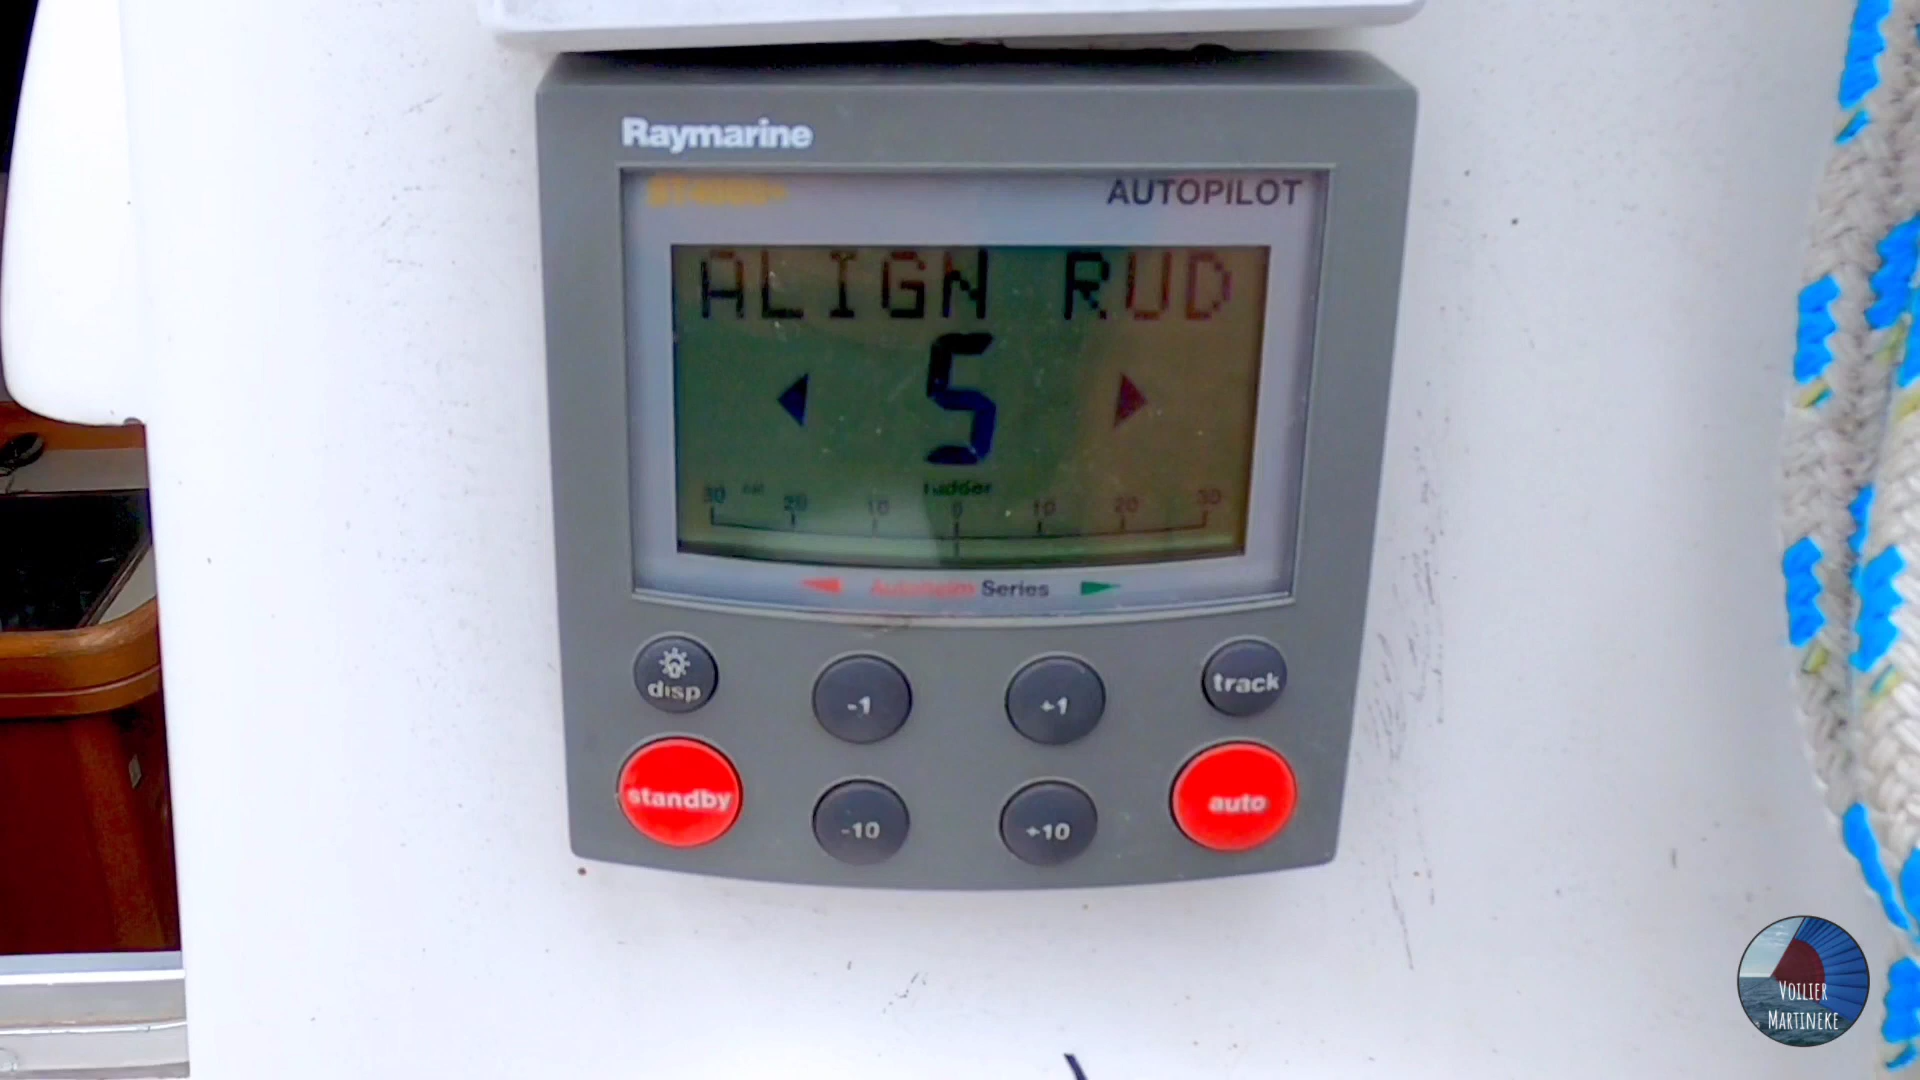 Raymarine
ST4000+ AUTOPILOT
ALIGN RUD
5
rudder
30 20 10 0 10 20 30
Autohelm Series
disp -1 +1 track
standby -10 +10 auto
VOILIER
MARTINEKE